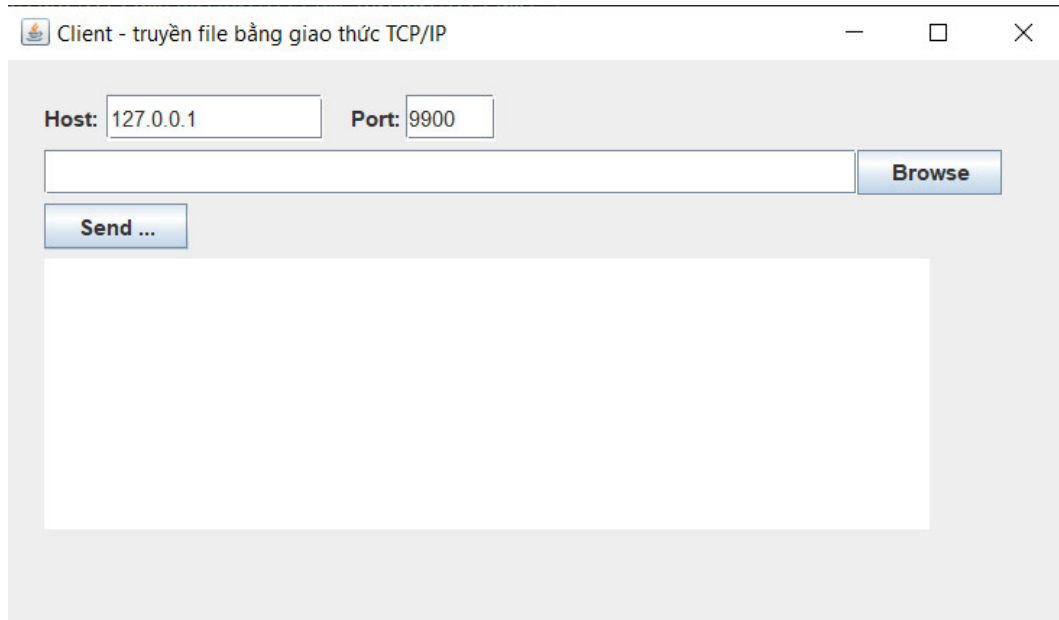 Client - truyền file bằng giao thức TCP/IP
Host: 127.0.0.1 Port: 9900
Browse
Send ...